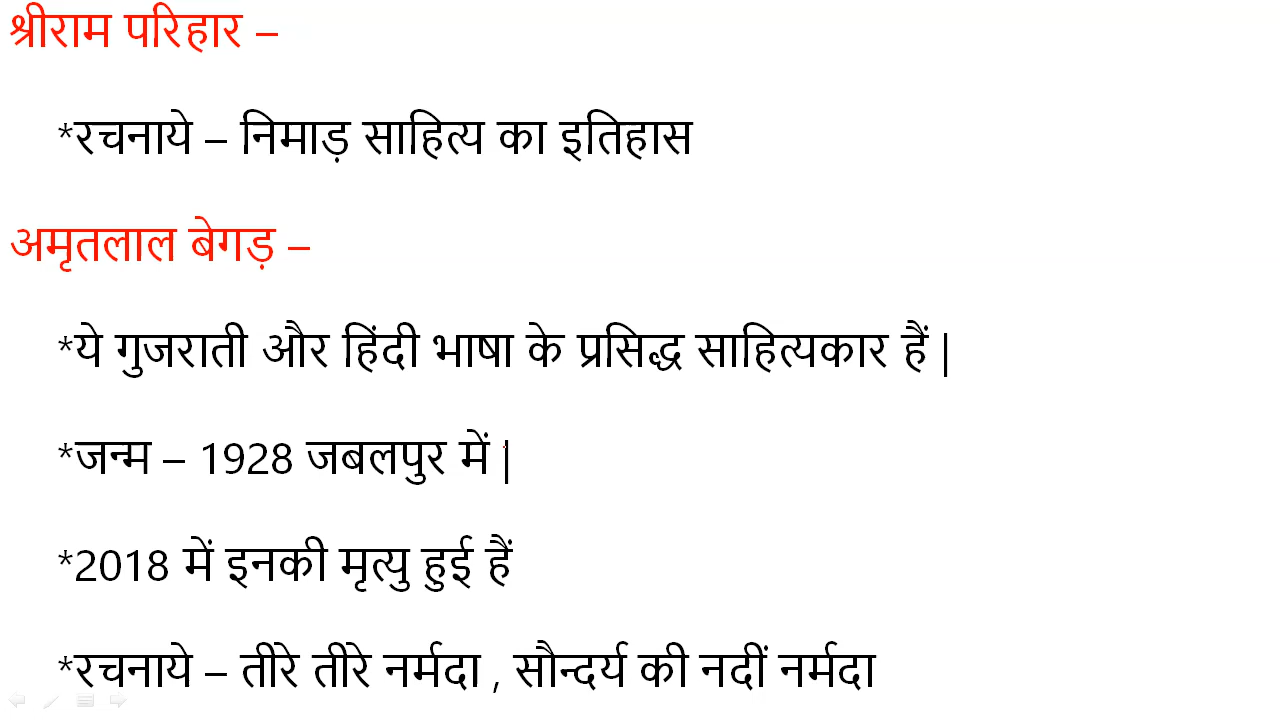 श्रीराम परिहार –
*रचनाये – निमाड़ साहित्य का इतिहास
अमृतलाल बेगड़ –
*ये गुजराती और हिंदी भाषा के प्रसिद्ध साहित्यकार हैं |
*जन्म – 1928 जबलपुर में |
*2018 में इनकी मृत्यु हुई हैं
*रचनाये – तीरे तीरे नर्मदा , सौन्दर्य की नदीं नर्मदा